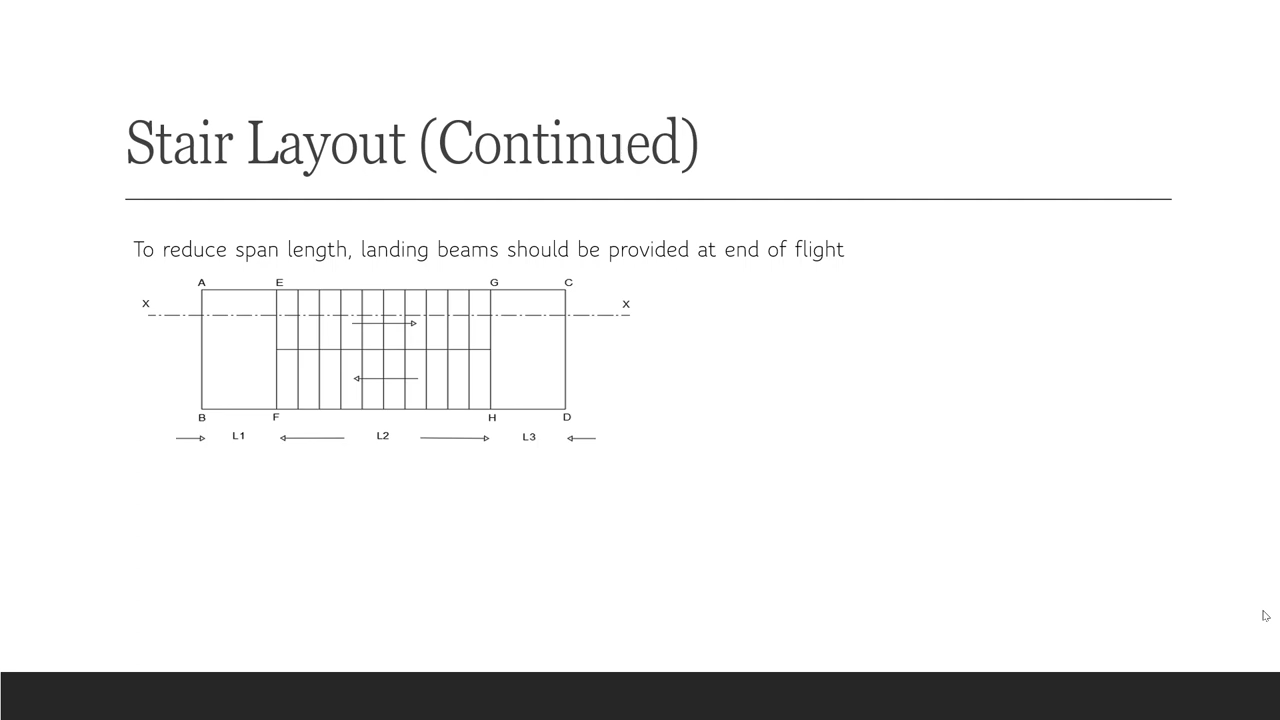 Stair Layout (Continued)
To reduce span length, landing beams should be provided at end of flight
A E G C
X X
B F H D
L1 L2 L3